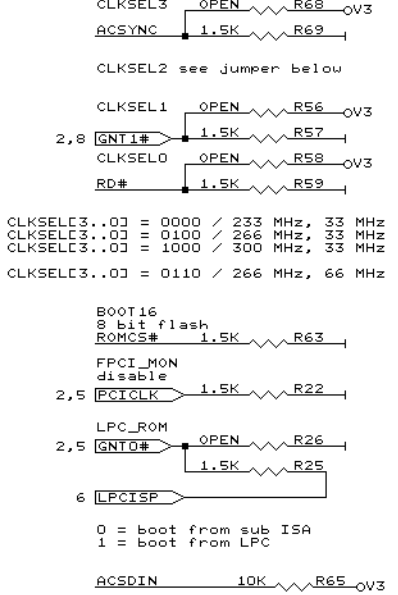 CLKSEL3 OPEN R68 V3
ACSYNC 1.5K R69
CLKSEL2 see jumper below
CLKSEL1 OPEN R56 V3
2,8 GNT1# 1.5K R57
CLKSEL0 OPEN R58 V3
RD# 1.5K R59
CLKSEL[3..0] = 0000 / 233 MHz, 33 MHz
CLKSEL[3..0] = 0100 / 266 MHz, 33 MHz
CLKSEL[3..0] = 1000 / 300 MHz, 33 MHz
CLKSEL[3..0] = 0110 / 266 MHz, 66 MHz
BOOT16
8 bit flash
ROMCS# 1.5K R63
FPCI_MON
disable
2,5 PCICLK 1.5K R22
LPC_ROM
2,5 GNT0# OPEN R26
1.5K R25
6 LPCISP
0 = boot from sub ISA
1 = boot from LPC
ACSDIN 10K R65 V3